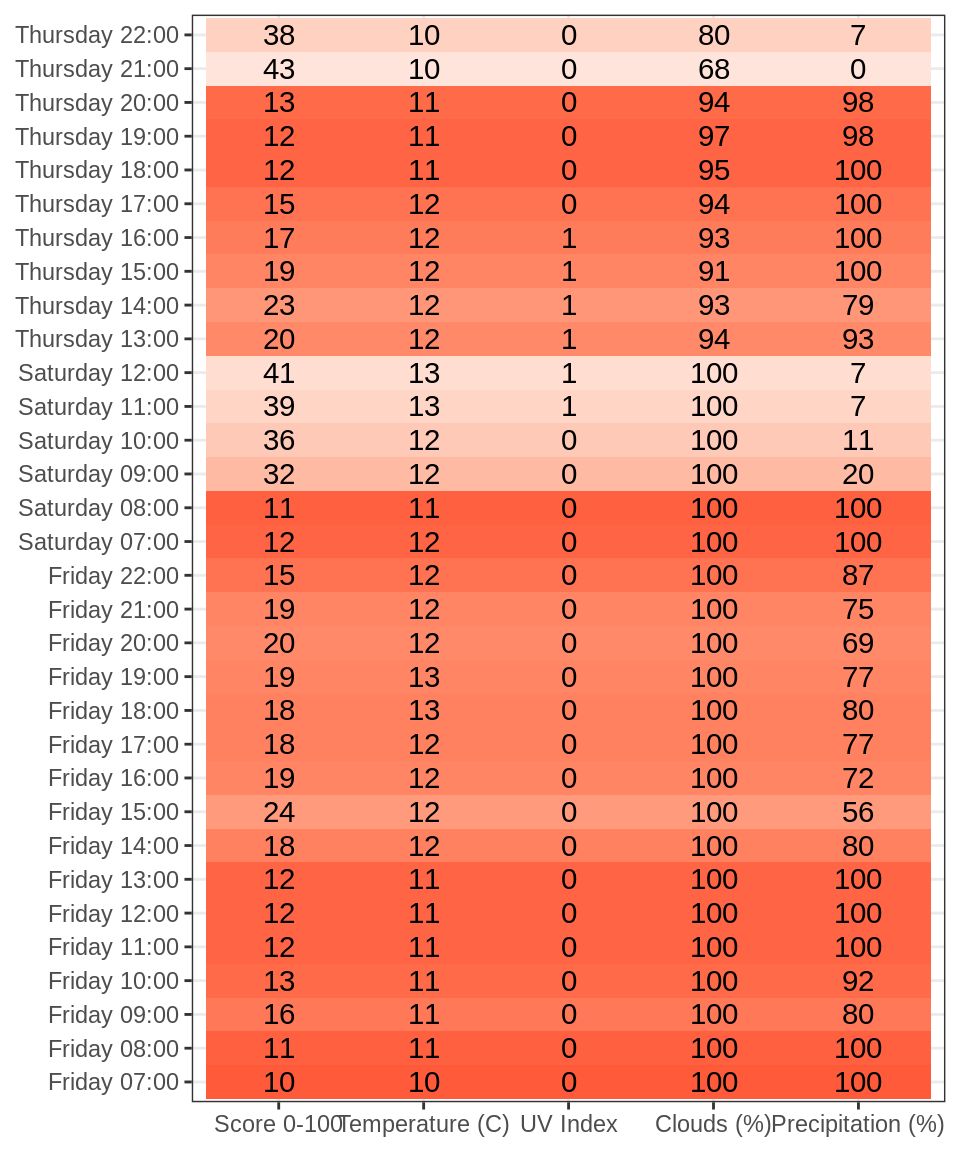 Thursday 22:00 38 10 0 80 7
Thursday 21:00 43 10 0 68 0
Thursday 20:00 13 11 0 94 98
Thursday 19:00 12 11 0 97 98
Thursday 18:00 12 11 0 95 100
Thursday 17:00 15 12 0 94 100
Thursday 16:00 17 12 1 93 100
Thursday 15:00 19 12 1 91 100
Thursday 14:00 23 12 1 93 79
Thursday 13:00 20 12 1 94 93
Saturday 12:00 41 13 1 100 7
Saturday 11:00 39 13 1 100 7
Saturday 10:00 36 12 0 100 11
Saturday 09:00 32 12 0 100 20
Saturday 08:00 11 11 0 100 100
Saturday 07:00 12 12 0 100 100
Friday 22:00 15 12 0 100 87
Friday 21:00 19 12 0 100 75
Friday 20:00 20 12 0 100 69
Friday 19:00 19 13 0 100 77
Friday 18:00 18 13 0 100 80
Friday 17:00 18 12 0 100 77
Friday 16:00 19 12 0 100 72
Friday 15:00 24 12 0 100 56
Friday 14:00 18 12 0 100 80
Friday 13:00 12 11 0 100 100
Friday 12:00 12 11 0 100 100
Friday 11:00 12 11 0 100 100
Friday 10:00 13 11 0 100 92
Friday 09:00 16 11 0 100 80
Friday 08:00 11 11 0 100 100
Friday 07:00 10 10 0 100 100
Score 0-100 Temperature (C) UV Index Clouds (%) Precipitation (%)